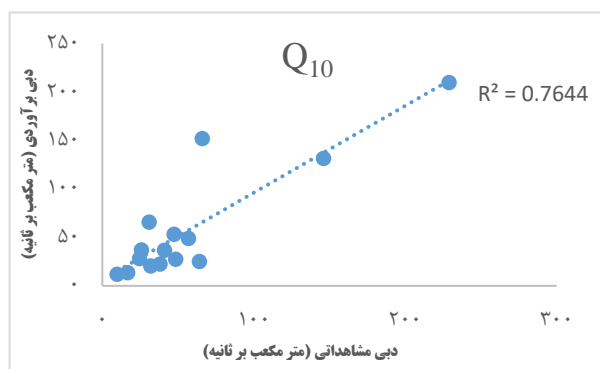 Q10
R² = 0.7644
دبی برآوردی (متر مکعب بر ثانیه)
۲۵۰
۲۰۰
۱۵۰
۱۰۰
۵۰
۰
۰ ۱۰۰ ۲۰۰ ۳۰۰
دبی مشاهداتی (متر مکعب بر ثانیه)